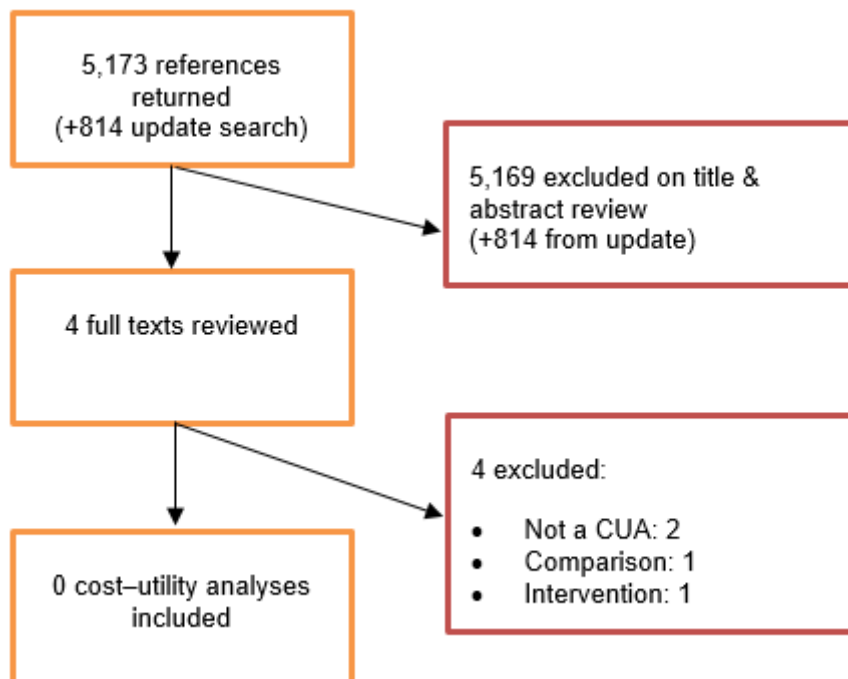 5,173 references
returned
(+814 update search)
5,169 excluded on title &
abstract review
(+814 from update)
4 full texts reviewed
4 excluded:
• Not a CUA: 2
• Comparison: 1
• Intervention: 1
0 cost–utility analyses
included